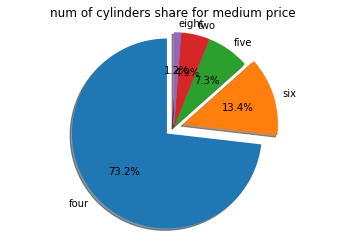 num of cylinders share for medium price
eight
two
five
six
four
1.2%
7.3%
13.4%
73.2%